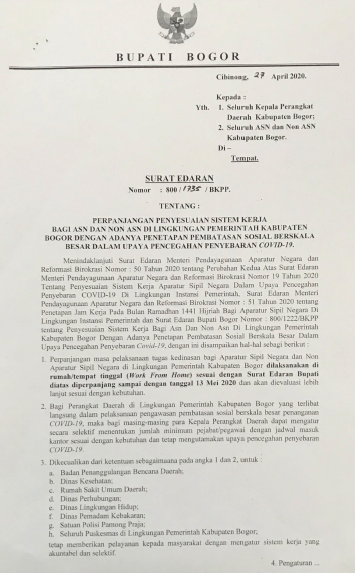 BUPATI BOGOR
Cibinong, 27 April 2020.
Kepada :
Yth. 1. Seluruh Kepala Perangkat
Daerah Kabupaten Bogor;
2. Seluruh ASN dan Non ASN
Kabupaten Bogor.
Di –
Tempat.
SURAT EDARAN
Nomor : 800/1735/BKPP.
TENTANG :
PERPANJANGAN PENYESUAIAN SISTEM KERJA
BAGI ASN DAN NON ASN DI LINGKUNGAN PEMERINTAH KABUPATEN
BOGOR DENGAN ADANYA PENETAPAN PEMBATASAN SOSIAL BERSKALA
BESAR DALAM UPAYA PENCEGAHAN PENYEBARAN COVID-19.
Menindaklanjuti Surat Edaran Menteri Pendayagunaan Aparatur Negara dan
Reformasi Birokrasi Nomor : 50 Tahun 2020 tentang Perubahan Kedua Atas Surat Edaran
Menteri Pendayagunaan Aparatur Negara dan Reformasi Birokrasi Nomor 19 Tahun 2020
Tentang Penyesuaian Sistem Kerja Aparatur Sipil Negara Dalam Upaya Pencegahan
Penyebaran COVID-19 Di Lingkungan Instansi Pemerintah, Surat Edaran Menteri
Pendayagunaan Aparatur Negara dan Reformasi Birokrasi Nomor : 51 Tahun 2020 tentang
Penetapan Jam Kerja Pada Bulan Ramadhan 1441 Hijriah Bagi Aparatur Sipil Negara Di
Lingkungan Instansi Pemerintah dan Surat Edaran Bupati Bogor Nomor : 800/1222/BKPP
tentang Penyesuaian Sistem Kerja Bagi Asn Dan Non Asn Di Lingkungan Pemerintah
Kabupaten Bogor Dengan Adanya Penetapan Pembatasan Sosial Berskala Besar Dalam
Upaya Pencegahan Penyebaran Covid-19, dengan ini disampaikan hal-hal sebagai berikut :
1. Perpanjangan masa pelaksanaan tugas kedinasan bagi Aparatur Sipil Negara dan Non
Aparatur Sipil Negara di Lingkungan Pemerintah Kabupaten Bogor dilaksanakan di
rumah/tempat tinggal (Work From Home) sesuai dengan Surat Edaran Bupati
diatas diperpanjang sampai dengan tanggal 13 Mei 2020 dan akan dievaluasi lebih
lanjut sesuai dengan kebutuhan.
2. Bagi Perangkat Daerah di Lingkungan Pemerintah Kabupaten Bogor yang terlibat
langsung dalam pelaksanaan pengawasan pembatasan sosial berskala besar penanganan
COVID-19, maka bagi masing-masing para Kepala Perangkat Daerah dapat mengatur
secara selektif menentukan jumlah minimum pejabat/pegawai dengan jadwal masuk
kantor sesuai dengan kebutuhan dan tetap mengutamakan upaya pencegahan penyebaran
COVID-19.
3. Dikecualikan dari ketentuan sebagaimana pada angka 1 dan 2, untuk :
a. Badan Penanggulangan Bencana Daerah;
b. Dinas Kesehatan;
c. Rumah Sakit Umum Daerah;
d. Dinas Perhubungan;
e. Dinas Lingkungan Hidup;
f. Dinas Pemadam Kebakaran;
g. Satuan Polisi Pamong Praja;
h. Seluruh Puskesmas di Lingkungan Pemerintah Kabupaten Bogor;
tetap memberikan pelayanan kepada masyarakat dengan mengatur sistem kerja yang
akuntabel dan selektif.
4. Pengaturan ...